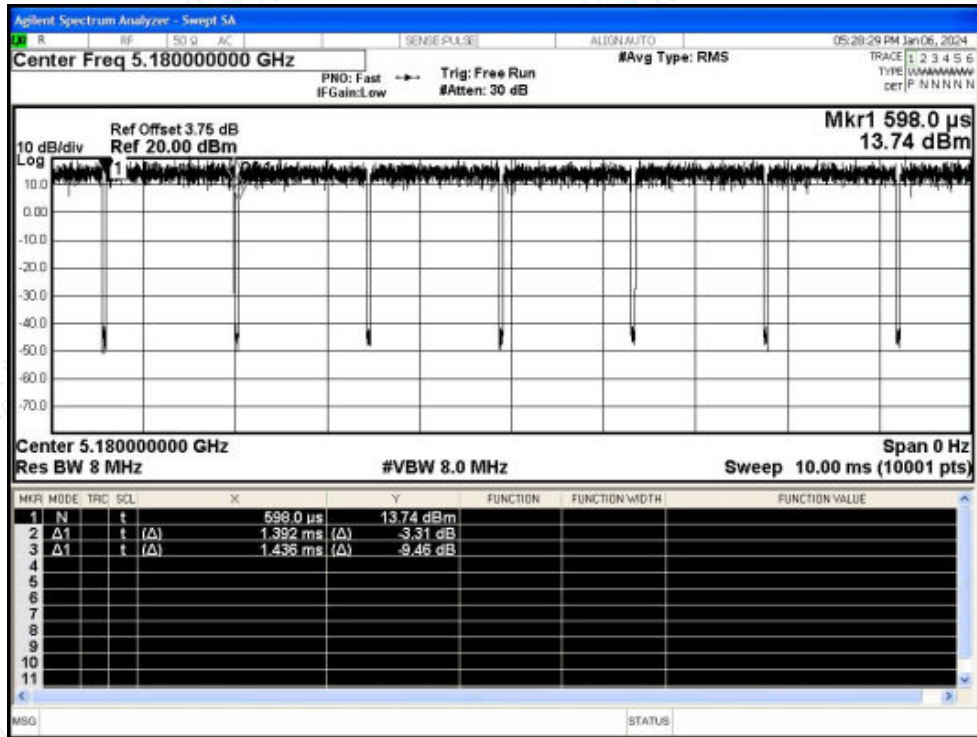 Agilent Spectrum Analyzer - Swept SA
R RF 50 Ω AC SENSE:PULSE ALIGNAUTO 05:28:29 PM Jan 06, 2024
Center Freq 5.180000000 GHz #Avg Type: RMS TRACE 1 2 3 4 5 6
PNO: Fast Trig: Free Run TYPE
IFGain:Low #Atten: 30 dB DET P N N N N N
Mkr1 598.0 µs
Ref Offset 3.75 dB
10 dB/div Ref 20.00 dBm 13.74 dBm
Log
1
10.0
0.00
-10.0
-20.0
-30.0
-40.0
-50.0
-60.0
-70.0
Center 5.180000000 GHz Span 0 Hz
Res BW 8 MHz #VBW 8.0 MHz Sweep 10.00 ms (10001 pts)
MKR MODE TRC SCL X Y FUNCTION FUNCTION WIDTH FUNCTION VALUE
1 N t 598.0 µs 13.74 dBm
2 Δ1 t (Δ) 1.392 ms (Δ) -3.31 dB
3 Δ1 t (Δ) 1.436 ms (Δ) -9.46 dB
4
5
6
7
8
9
10
11
MSG STATUS